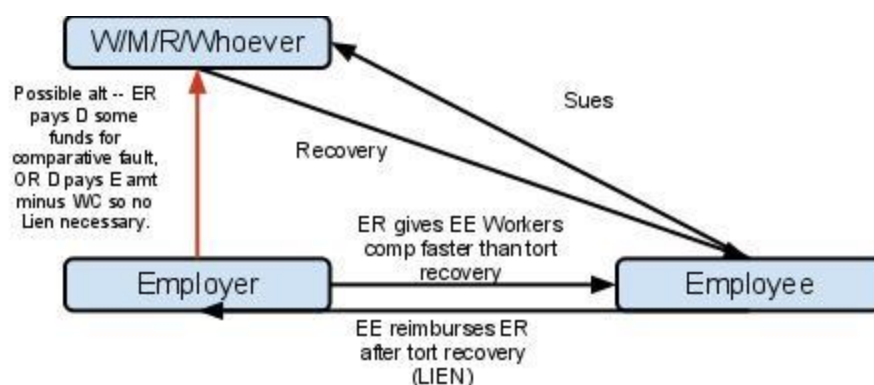 W/M/R/Whoever
Possible alt -- ER
pays D some
funds for
comparative fault,
OR D pays E amt
minus WC so no
Lien necessary.
Sues
Recovery
ER gives EE Workers
comp faster than tort
recovery
Employer
Employee
EE reimburses ER
after tort recovery
(LIEN)